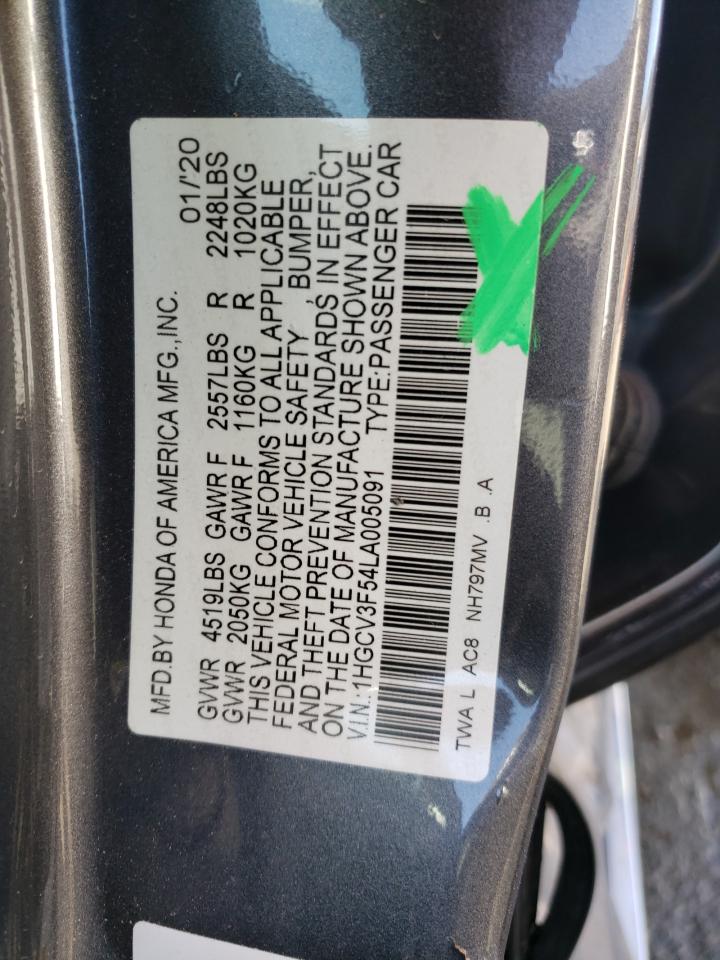 MFD.BY HONDA OF AMERICA MFG.,INC. 01/'20
GVWR 4519LBS GAWR F 2557LBS R 2248LBS
GVWR 2050KG GAWR F 1160KG R 1020KG
THIS VEHICLE CONFORMS TO ALL APPLICABLE
FEDERAL MOTOR VEHICLE SAFETY , BUMPER,
AND THEFT PREVENTION STANDARDS IN EFFECT
ON THE DATE OF MANUFACTURE SHOWN ABOVE.
V.I.N.:1HGCV3F54LA005091 TYPE:PASSENGER CAR
TWA L AC8 NH797MV .B .A